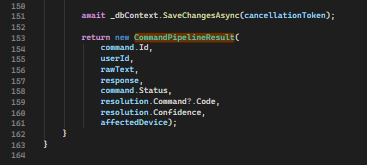 150
151 await _dbContext.SaveChangesAsync(cancellationToken);
152
153 return new CommandPipelineResult(
154 command.Id,
155 userId,
156 rawText,
157 response,
158 command.Status,
159 resolution.Command?.Code,
160 resolution.Confidence,
161 affectedDevice);
162 }
163 }
164